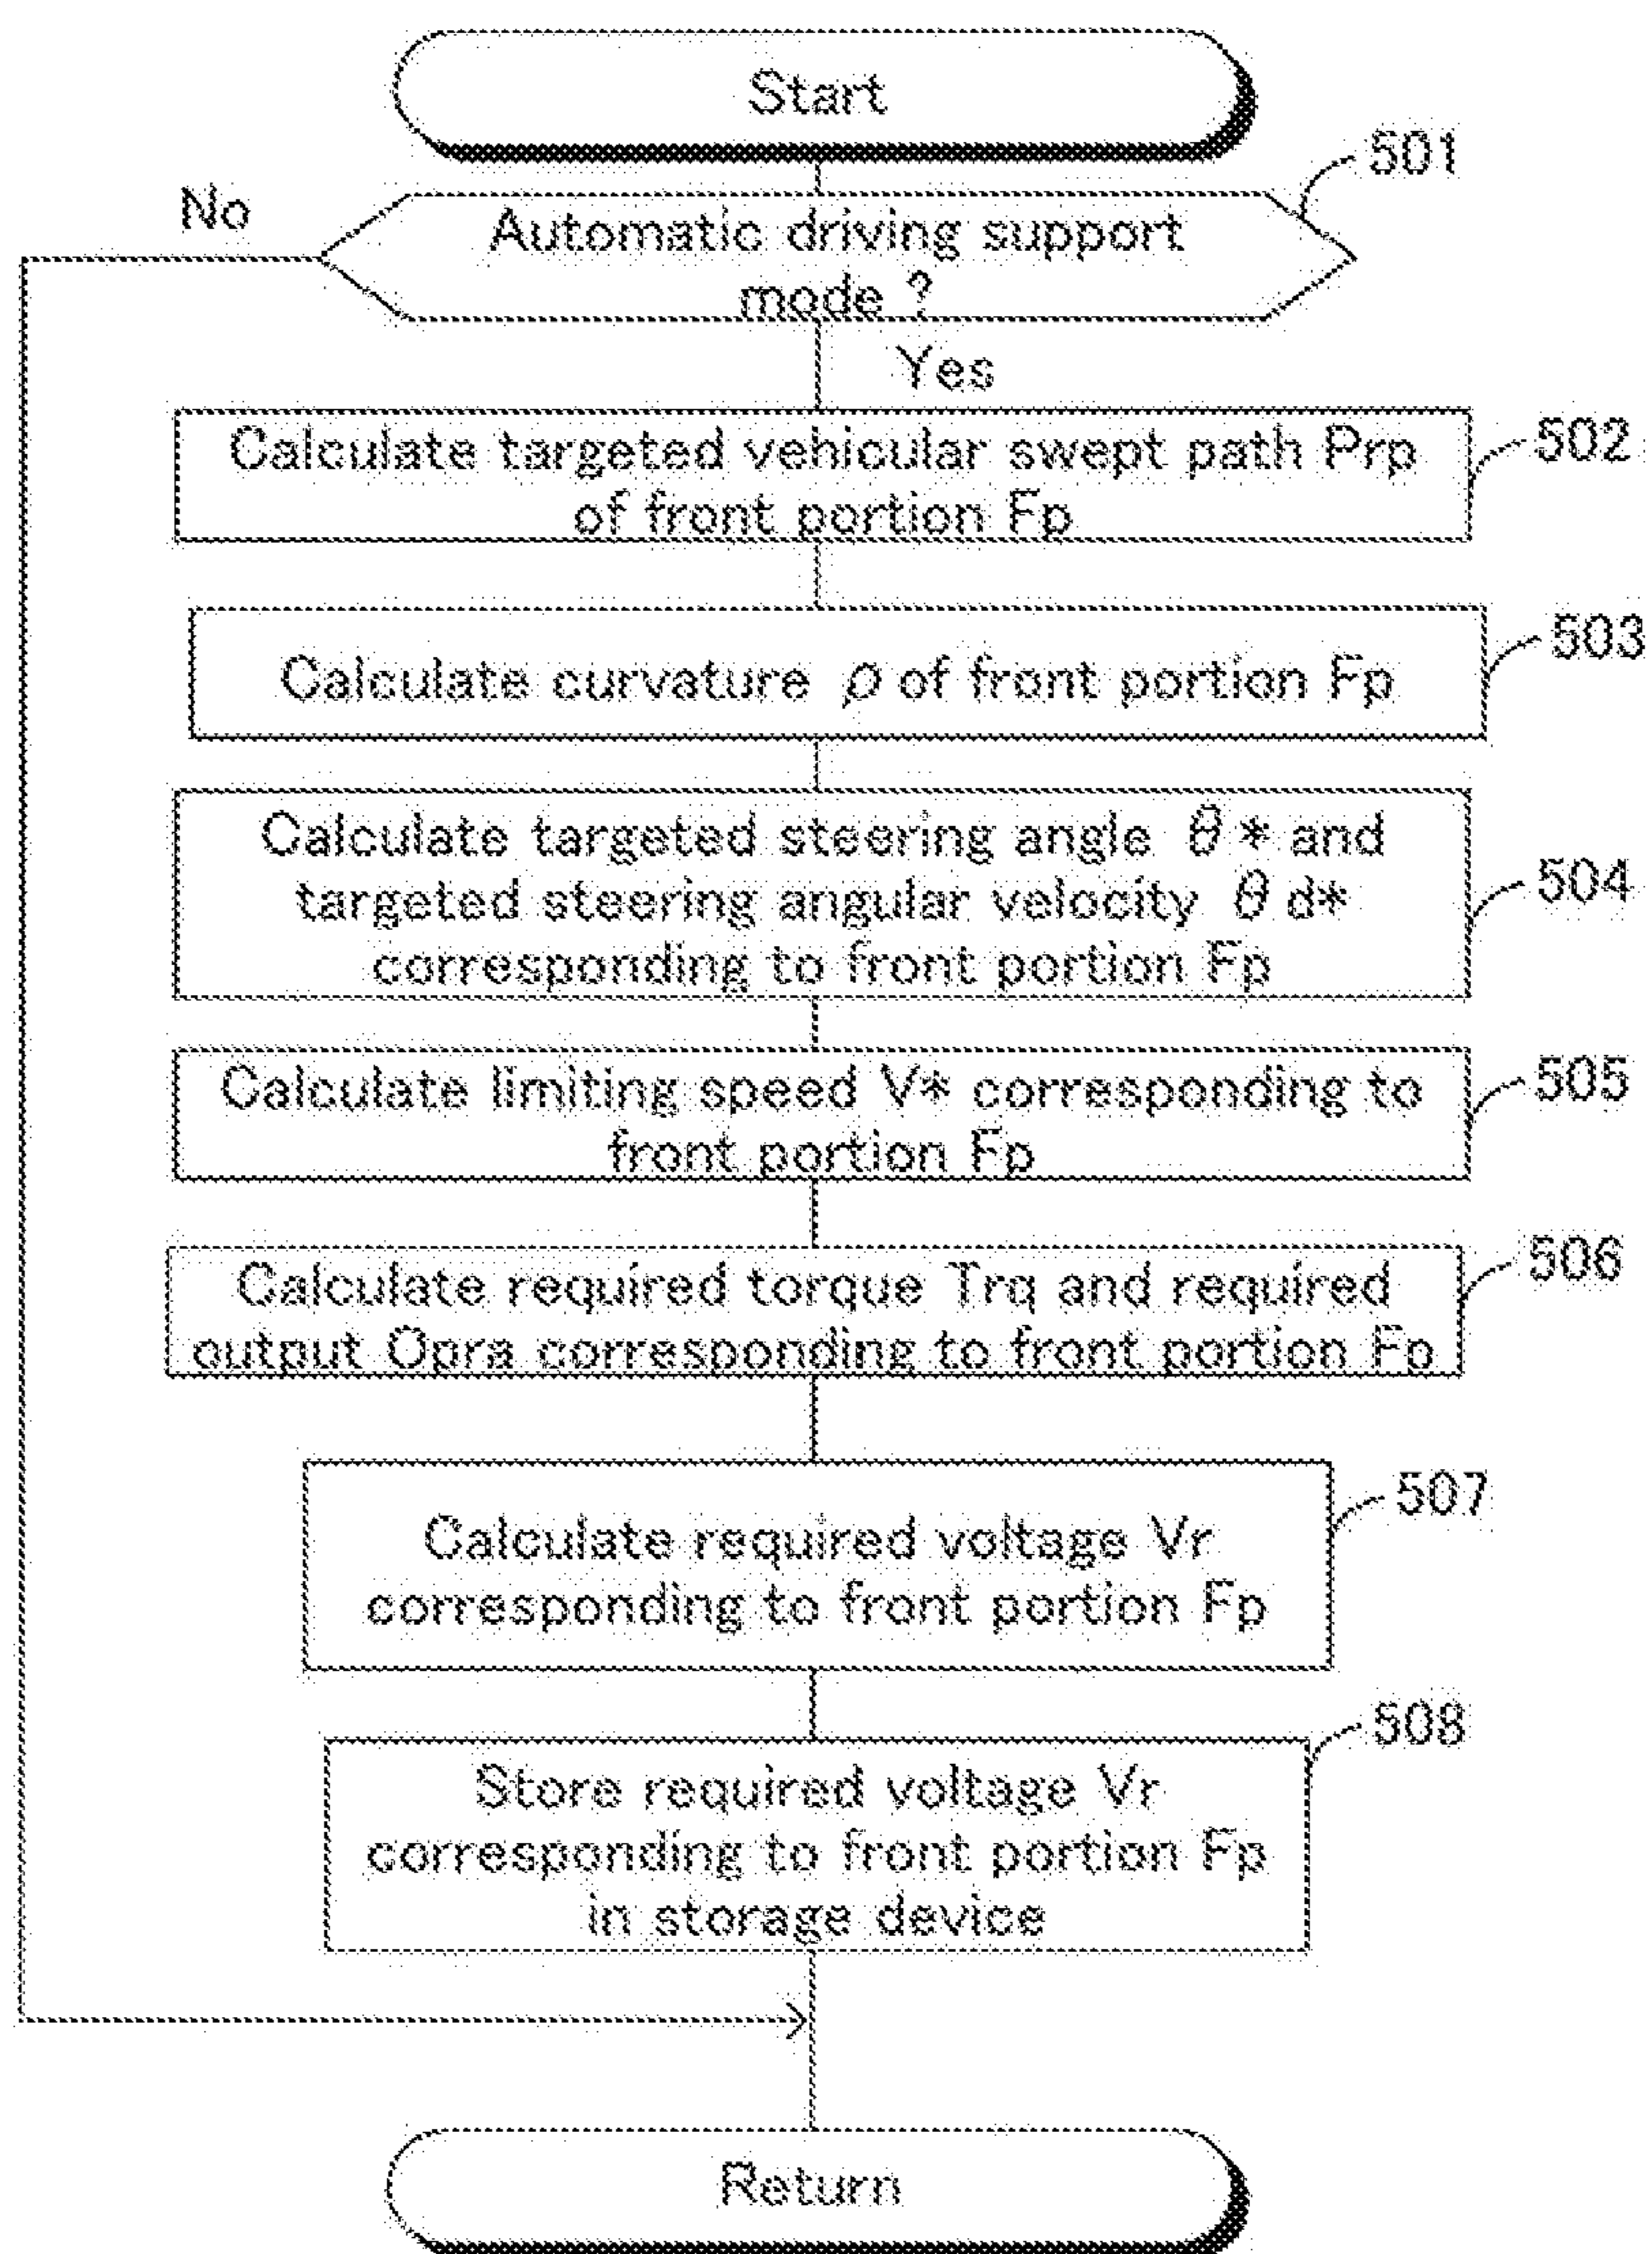 Start
501
No
Automatic driving support
mode ?
Yes
Calculate targeted vehicular swept path Prp
of front portion Fp
502
503
Calculate curvature ρ of front portion Fp
Calculate targeted steering angle θ* and
targeted steering angular velocity θd*
corresponding to front portion Fp
504
Calculate limiting speed V* corresponding to
front portion Fp
505
506
Calculate required torque Trq and required
output Opra corresponding to front portion Fp
507
Calculate required voltage Vr
corresponding to front portion Fp
508
Store required voltage Vr
corresponding to front portion Fp
in storage device
Return